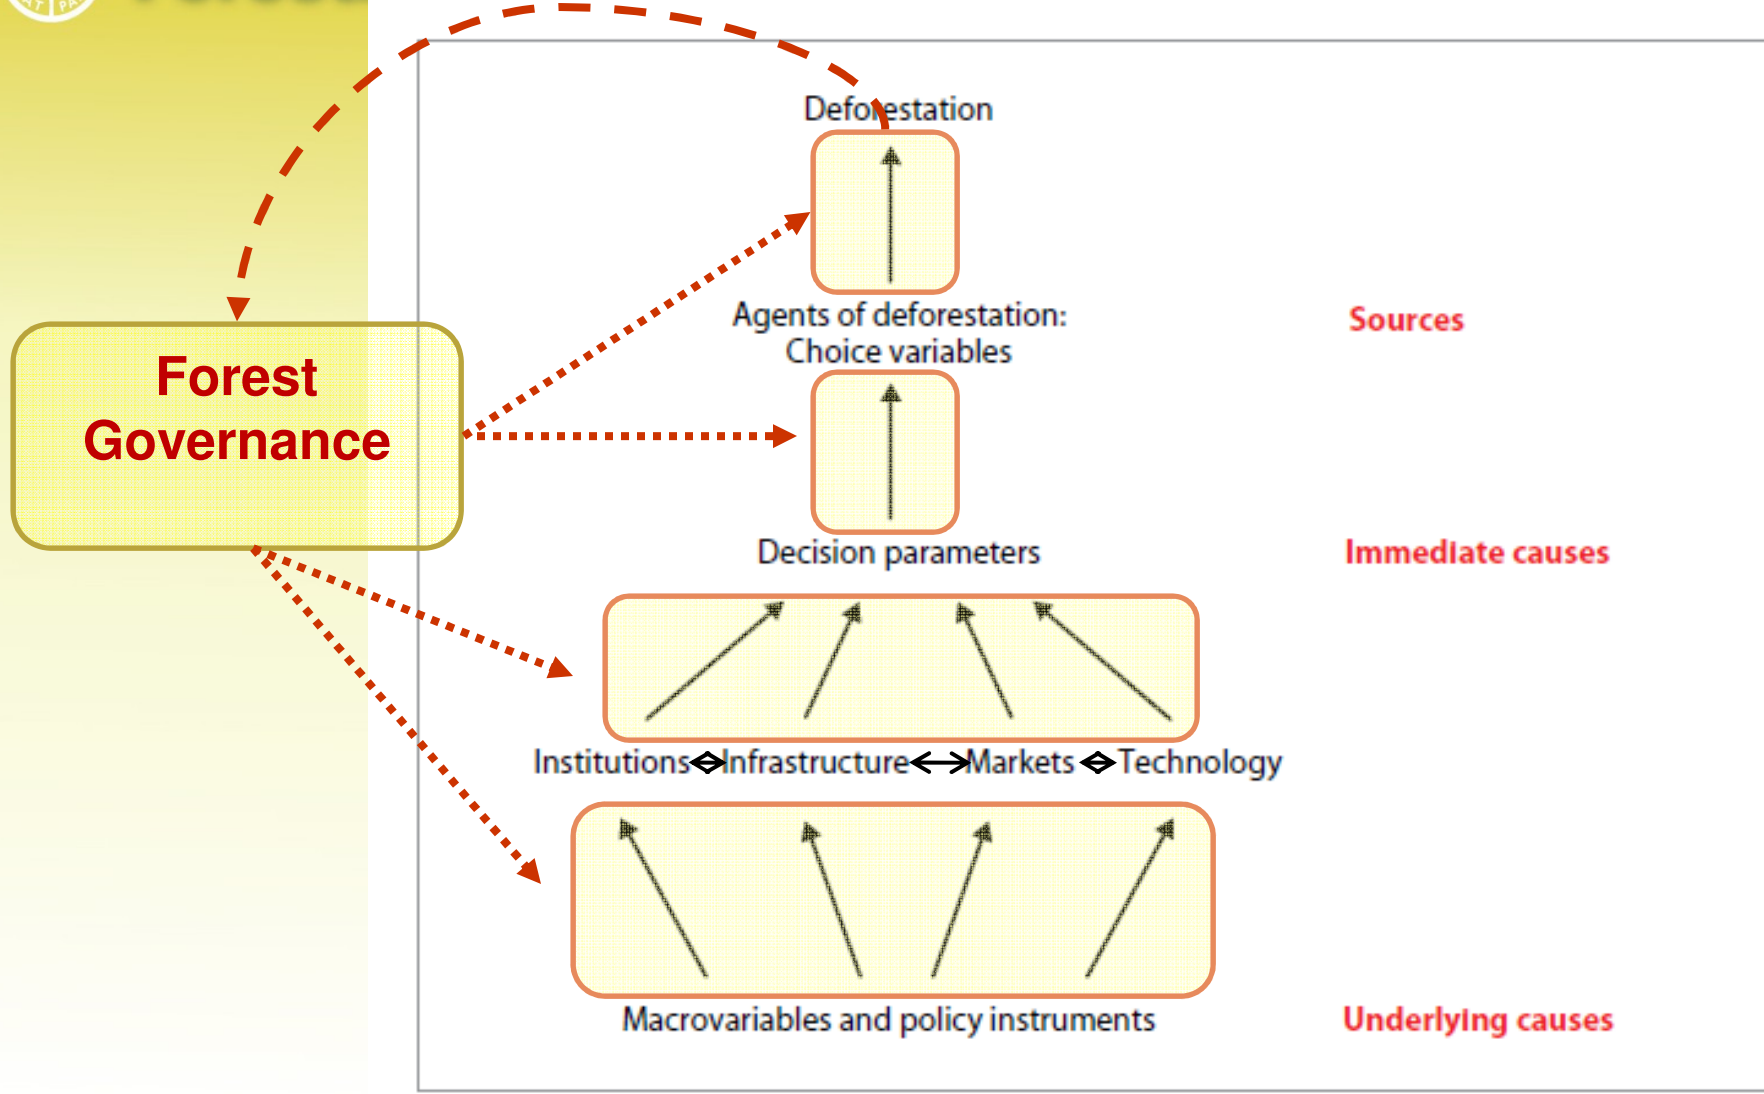 Deforestation
Agents of deforestation:
Choice variables
Sources
Forest
Governance
Decision parameters
Immediate causes
Institutions Infrastructure Markets Technology
Macrovariables and policy instruments
Underlying causes